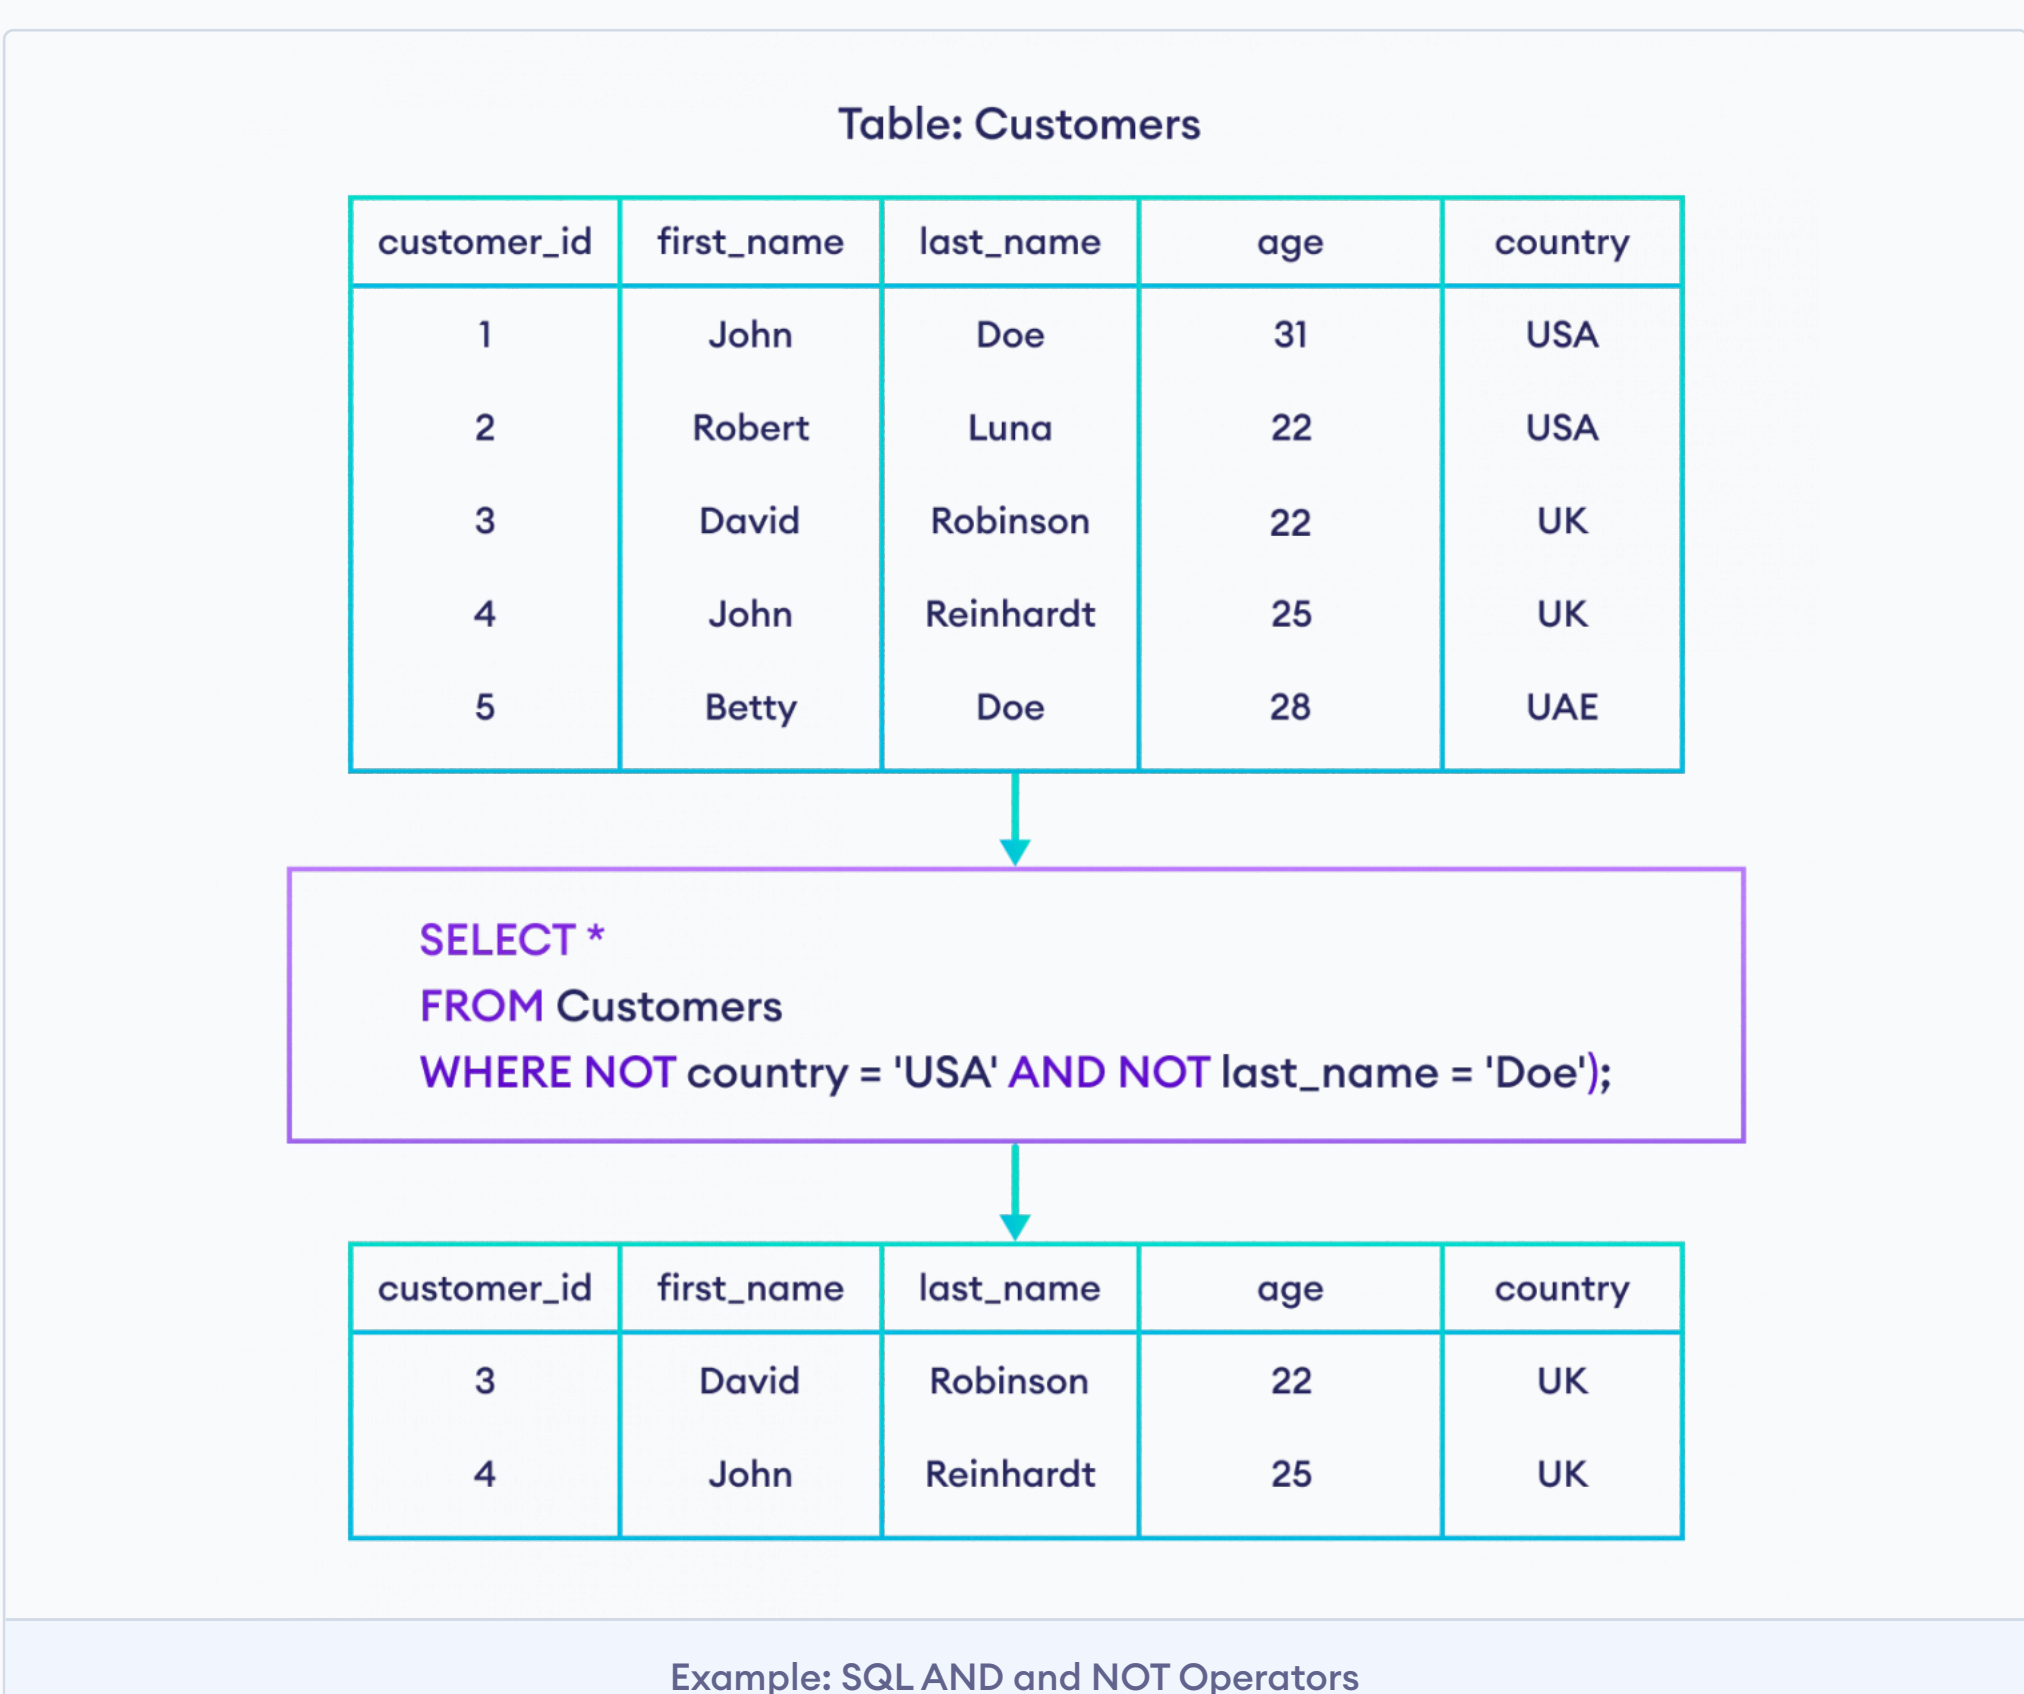 Table: Customers
customer_id first_name last_name age country
1 John Doe 31 USA
2 Robert Luna 22 USA
3 David Robinson 22 UK
4 John Reinhardt 25 UK
5 Betty Doe 28 UAE
SELECT *
FROM Customers
WHERE NOT country = 'USA' AND NOT last_name = 'Doe');
customer_id first_name last_name age country
3 David Robinson 22 UK
4 John Reinhardt 25 UK
Example: SQL AND and NOT Operators